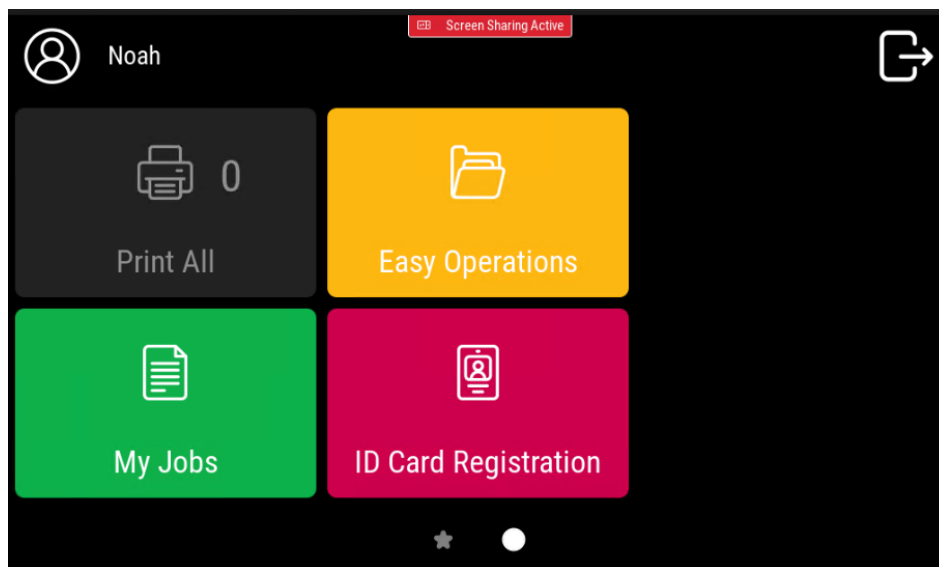 Screen Sharing Active
Noah
0
Print All
Easy Operations
My Jobs
ID Card Registration